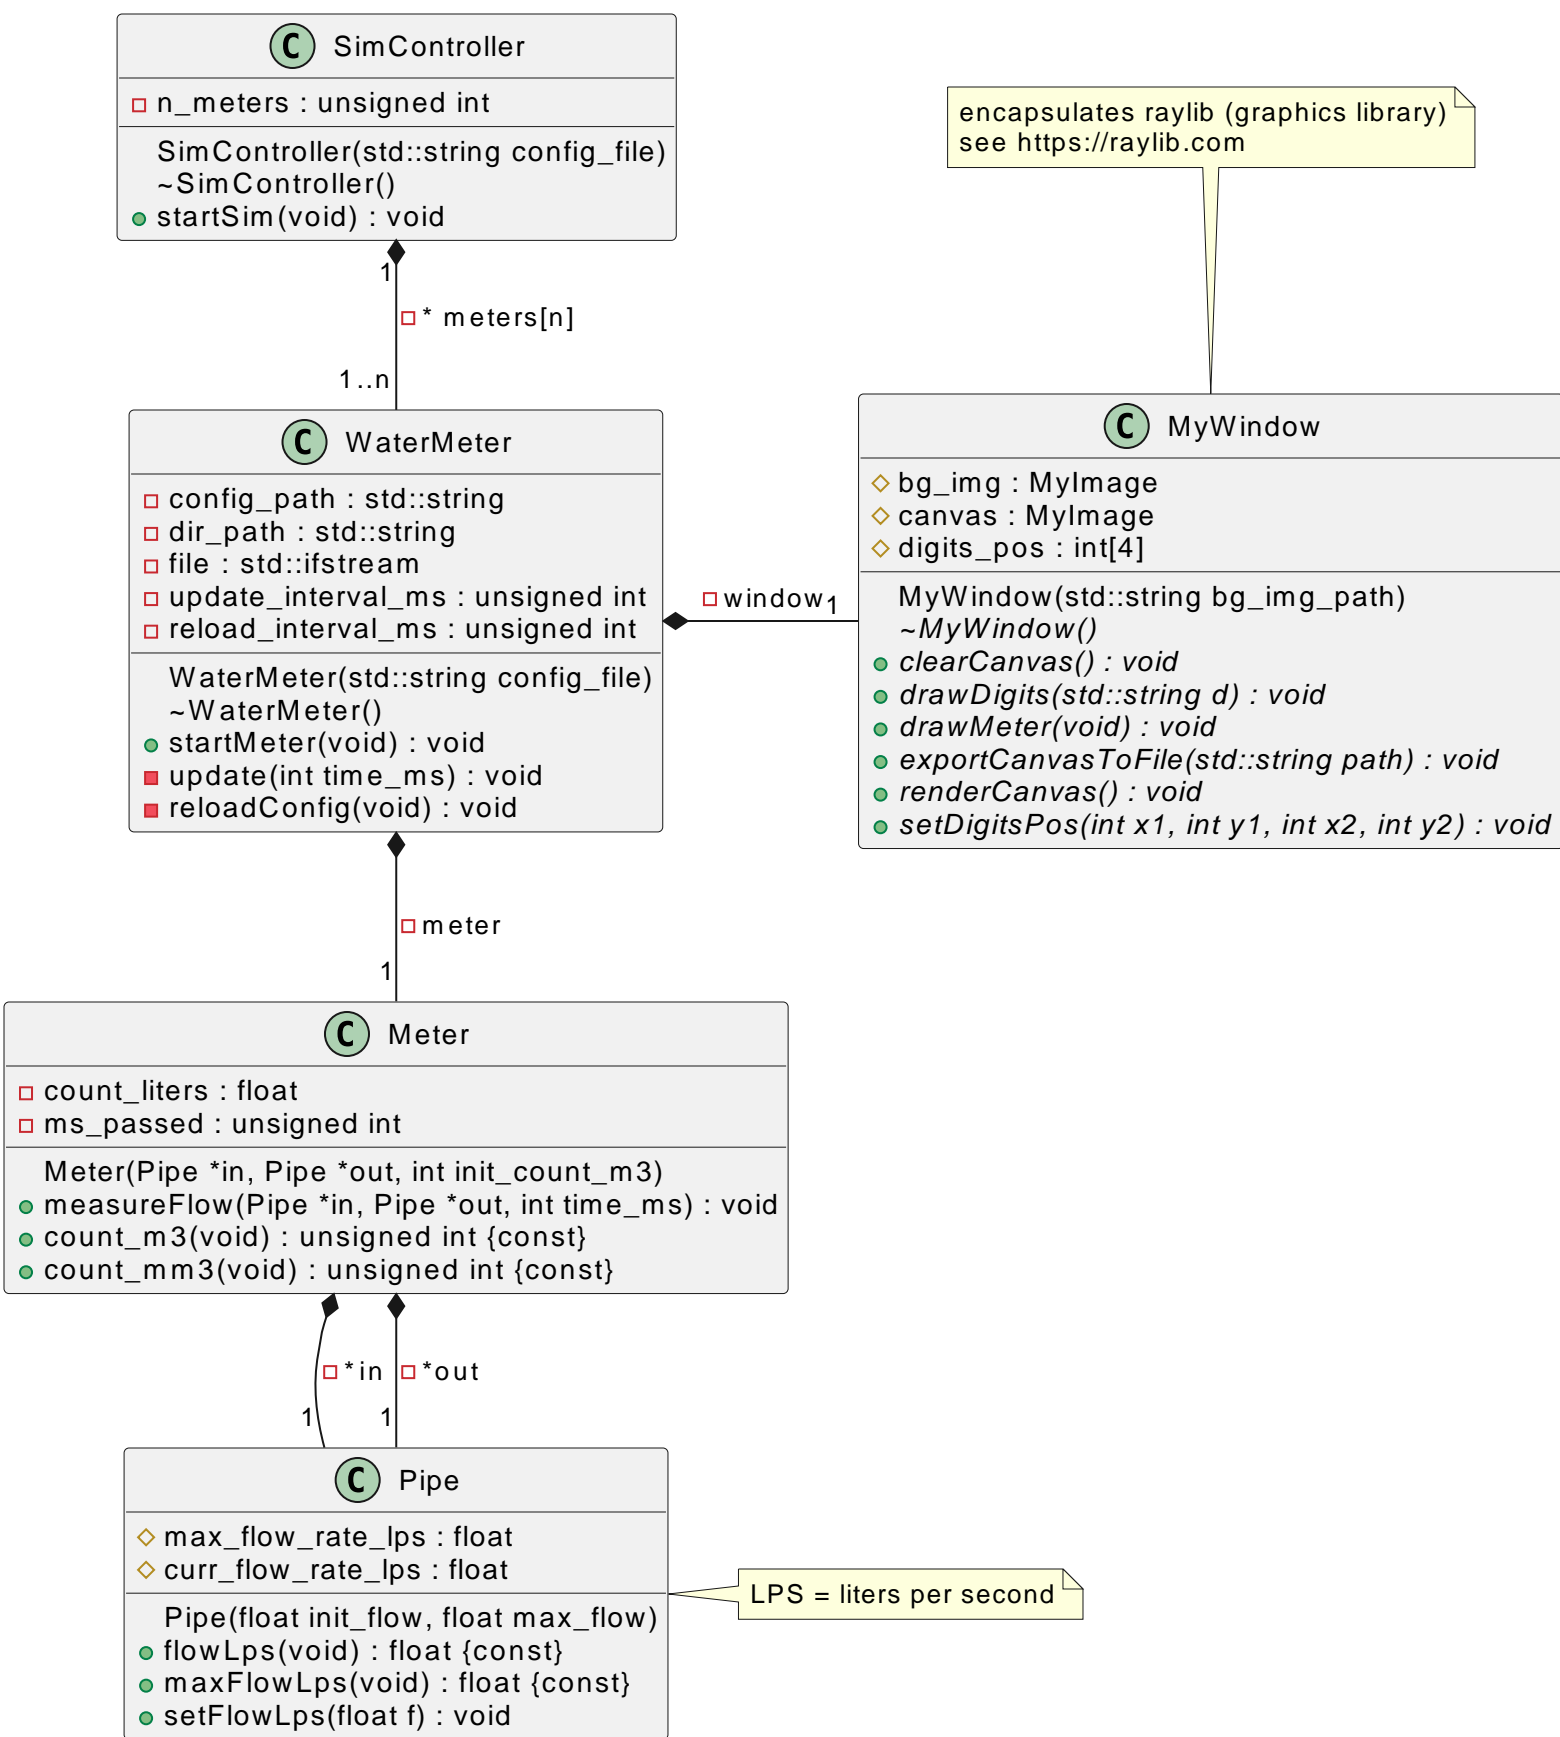 C SimController
n_meters : unsigned int
SimController(std::string config_file)
~SimController()
startSim(void) : void
encapsulates raylib (graphics library)
see https://raylib.com
1
* meters[n]
1..n
C WaterMeter
config_path : std::string
dir_path : std::string
file : std::ifstream
update_interval_ms : unsigned int
reload_interval_ms : unsigned int
WaterMeter(std::string config_file)
~WaterMeter()
startMeter(void) : void
update(int time_ms) : void
reloadConfig(void) : void
window
1
C MyWindow
bg_img : MyImage
canvas : MyImage
digits_pos : int[4]
MyWindow(std::string bg_img_path)
~MyWindow()
clearCanvas() : void
drawDigits(std::string d) : void
drawMeter(void) : void
exportCanvasToFile(std::string path) : void
renderCanvas() : void
setDigitsPos(int x1, int y1, int x2, int y2) : void
meter
1
C Meter
count_liters : float
ms_passed : unsigned int
Meter(Pipe *in, Pipe *out, int init_count_m3)
measureFlow(Pipe *in, Pipe *out, int time_ms) : void
count_m3(void) : unsigned int {const}
count_mm3(void) : unsigned int {const}
*in
*out
1
1
C Pipe
max_flow_rate_lps : float
curr_flow_rate_lps : float
Pipe(float init_flow, float max_flow)
flowLps(void) : float {const}
maxFlowLps(void) : float {const}
setFlowLps(float f) : void
LPS = liters per second